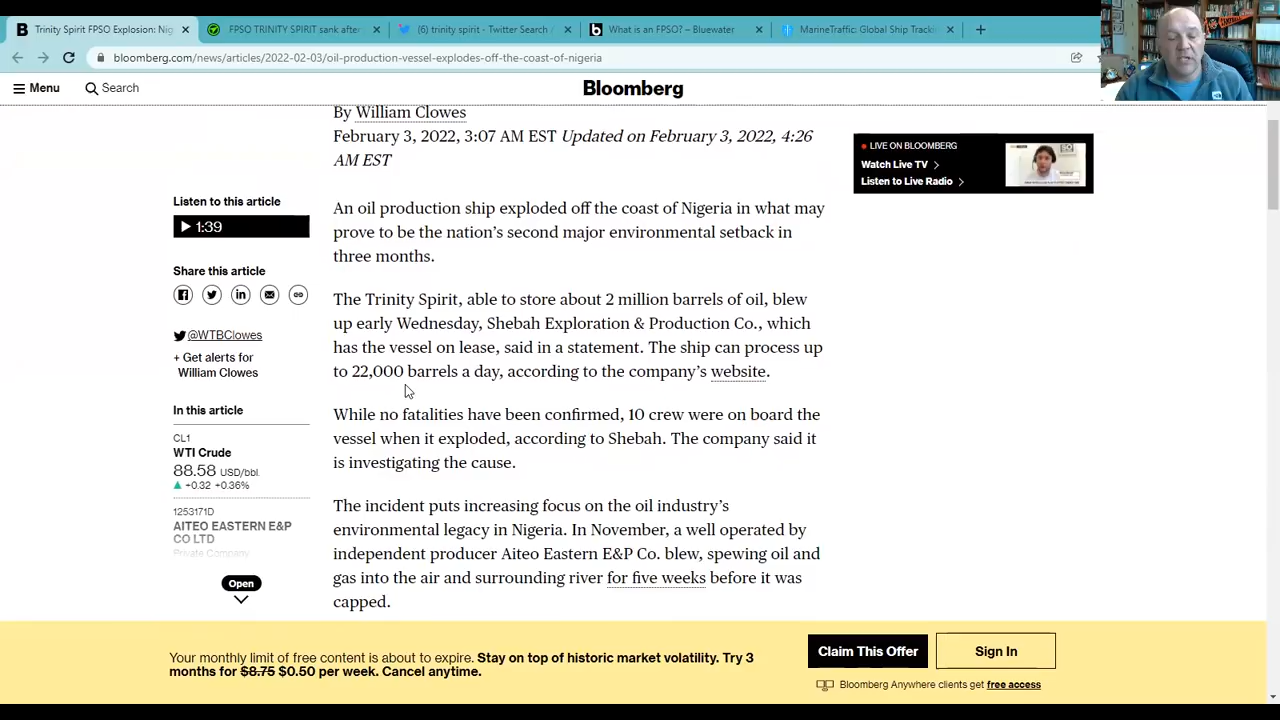 Trinity Spirit FPSO Explosion: Nig
FPSO TRINITY SPIRIT sank after
(6) trinity spirit - Twitter Search
What is an FPSO? – Bluewater
MarineTraffic: Global Ship Track
bloomberg.com/news/articles/2022-02-03/oil-production-vessel-explodes-off-the-coast-of-nigeria
Menu
Search
Bloomberg
By William Clowes
February 3, 2022, 3:07 AM EST Updated on February 3, 2022, 4:26
AM EST
LIVE ON BLOOMBERG
Watch Live TV
Listen to Live Radio
Listen to this article
1:39
Share this article
@WTBClowes
+ Get alerts for
William Clowes
In this article
CL1
WTI Crude
88.58 USD/bbl.
+0.32 +0.36%
1253171D
AITEO EASTERN E&P
CO LTD
Private Company
Open
An oil production ship exploded off the coast of Nigeria in what may
prove to be the nation's second major environmental setback in
three months.
The Trinity Spirit, able to store about 2 million barrels of oil, blew
up early Wednesday, Shebah Exploration & Production Co., which
has the vessel on lease, said in a statement. The ship can process up
to 22,000 barrels a day, according to the company's website.
While no fatalities have been confirmed, 10 crew were on board the
vessel when it exploded, according to Shebah. The company said it
is investigating the cause.
The incident puts increasing focus on the oil industry's
environmental legacy in Nigeria. In November, a well operated by
independent producer Aiteo Eastern E&P Co. blew, spewing oil and
gas into the air and surrounding river for five weeks before it was
capped.
Your monthly limit of free content is about to expire. Stay on top of historic market volatility. Try 3
months for $8.75 $0.50 per week. Cancel anytime.
Claim This Offer
Sign In
Bloomberg Anywhere clients get free access